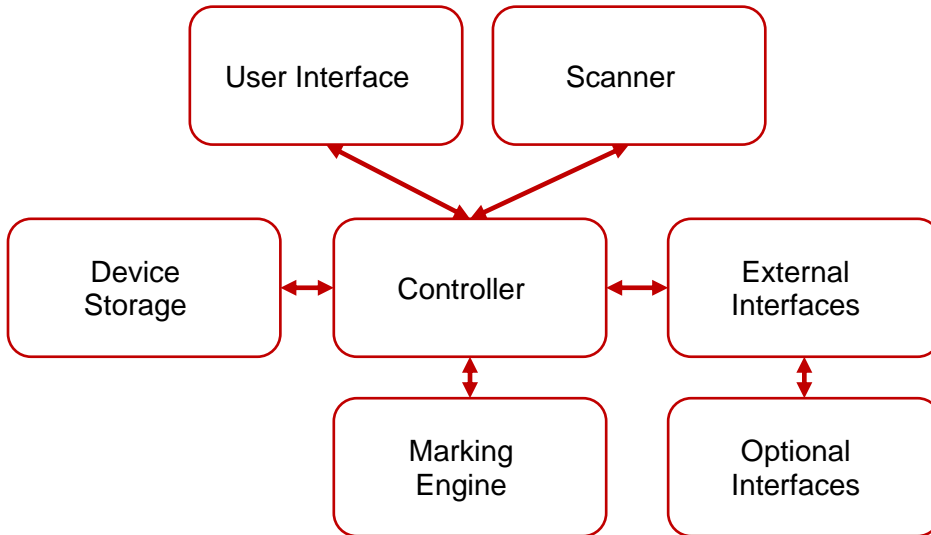 User Interface
Scanner
Device
Storage
Controller
External
Interfaces
Marking
Engine
Optional
Interfaces